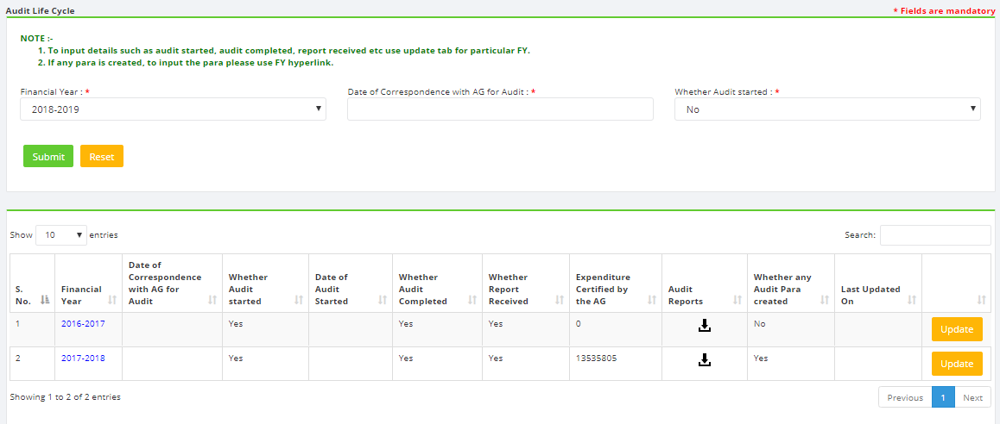 Audit Life Cycle
* Fields are mandatory
NOTE :-
1. To input details such as audit started, audit completed, report received etc use update tab for particular FY.
2. If any para is created, to input the para please use FY hyperlink.
Financial Year : *
Date of Correspondence with AG for Audit : *
Whether Audit started : *
2018-2019
No
Submit
Reset
Show 10 entries
Search:
S. No.
Financial Year
Date of Correspondence with AG for Audit
Whether Audit started
Date of Audit Started
Whether Audit Completed
Whether Report Received
Expenditure Certified by the AG
Audit Reports
Whether any Audit Para created
Last Updated On
1 2016-2017 Yes Yes Yes 0 No Update
2 2017-2018 Yes Yes Yes 13535805 Yes Update
Showing 1 to 2 of 2 entries
Previous 1 Next